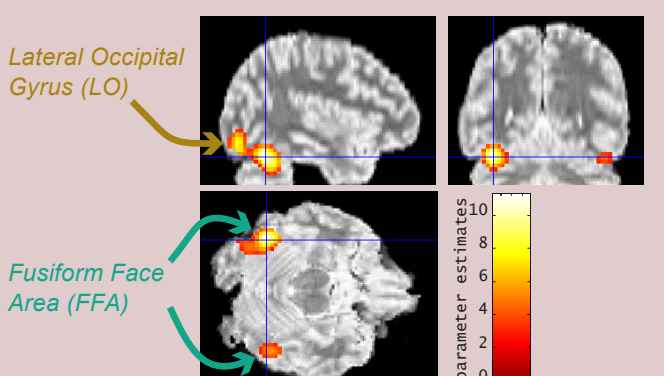 Lateral Occipital
Gyrus (LO)
Fusiform Face
Area (FFA)
parameter estimates
10
8
6
4
2
0